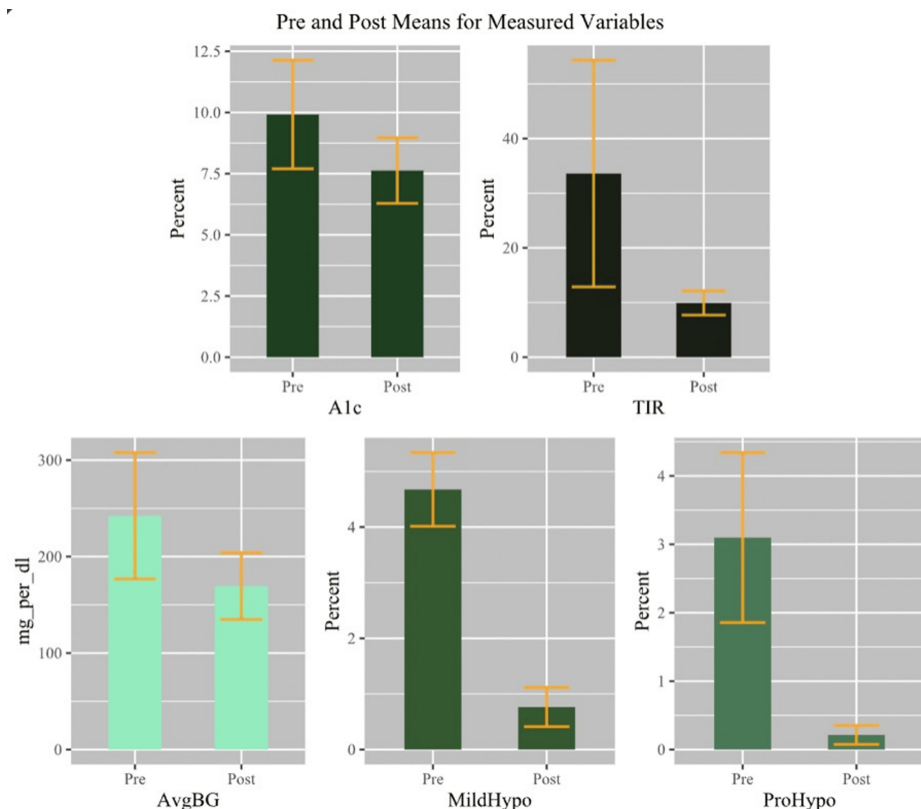 Pre and Post Means for Measured Variables
12.5
10.0
7.5
5.0
2.5
0.0
Percent
Pre Post
A1c
40
20
0
Percent
Pre Post
TIR
300
200
100
0
mg_per_dl
Pre Post
AvgBG
4
2
0
Percent
Pre Post
MildHypo
4
3
2
1
0
Percent
Pre Post
ProHypo